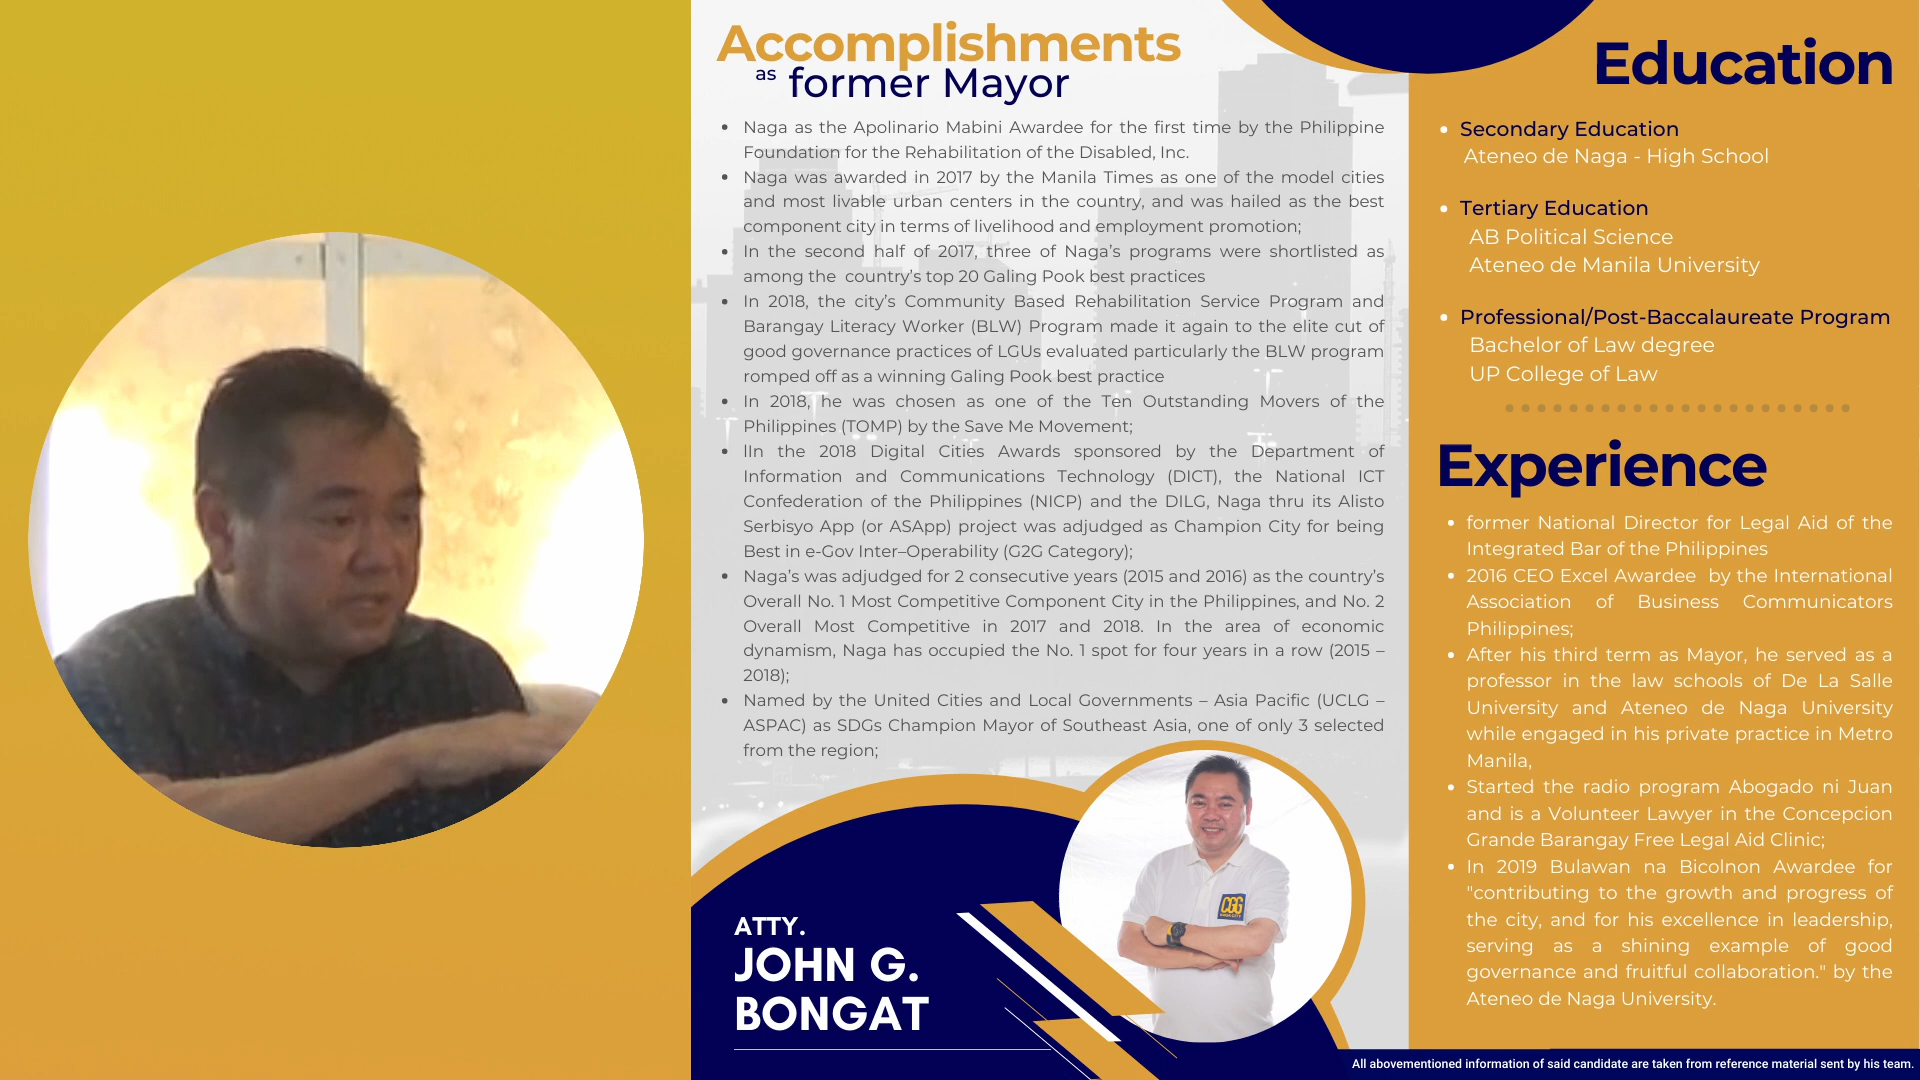 Accomplishments
as former Mayor
• Naga as the Apolinario Mabini Awardee for the first time by the Philippine
Foundation for the Rehabilitation of the Disabled, Inc.
• Naga was awarded in 2017 by the Manila Times as one of the model cities
and most livable urban centers in the country, and was hailed as the best
component city in terms of livelihood and employment promotion;
• In the second half of 2017, three of Naga’s programs were shortlisted as
among the country’s top 20 Galing Pook best practices
• In 2018, the city’s Community Based Rehabilitation Service Program and
Barangay Literacy Worker (BLW) Program made it again to the elite cut of
good governance practices of LGUs evaluated particularly the BLW program
romped off as a winning Galing Pook best practice
• In 2018, he was chosen as one of the Ten Outstanding Movers of the
Philippines (TOMP) by the Save Me Movement;
• IIn the 2018 Digital Cities Awards sponsored by the Department of
Information and Communications Technology (DICT), the National ICT
Confederation of the Philippines (NICP) and the DILG, Naga thru its Alisto
Serbisyo App (or ASApp) project was adjudged as Champion City for being
Best in e-Gov Inter–Operability (G2G Category);
• Naga’s was adjudged for 2 consecutive years (2015 and 2016) as the country’s
Overall No. 1 Most Competitive Component City in the Philippines, and No. 2
Overall Most Competitive in 2017 and 2018. In the area of economic
dynamism, Naga has occupied the No. 1 spot for four years in a row (2015 –
2018);
• Named by the United Cities and Local Governments – Asia Pacific (UCLG –
ASPAC) as SDGs Champion Mayor of Southeast Asia, one of only 3 selected
from the region;
ATTY.
JOHN G.
BONGAT
CGG
NAGA CITY
Education
• Secondary Education
Ateneo de Naga - High School
• Tertiary Education
AB Political Science
Ateneo de Manila University
• Professional/Post-Baccalaureate Program
Bachelor of Law degree
UP College of Law
Experience
• former National Director for Legal Aid of the
Integrated Bar of the Philippines
• 2016 CEO Excel Awardee by the International
Association of Business Communicators
Philippines;
• After his third term as Mayor, he served as a
professor in the law schools of De La Salle
University and Ateneo de Naga University
while engaged in his private practice in Metro
Manila,
• Started the radio program Abogado ni Juan
and is a Volunteer Lawyer in the Concepcion
Grande Barangay Free Legal Aid Clinic;
• In 2019 Bulawan na Bicolnon Awardee for
"contributing to the growth and progress of
the city, and for his excellence in leadership,
serving as a shining example of good
governance and fruitful collaboration." by the
Ateneo de Naga University.
All abovementioned information of said candidate are taken from reference material sent by his team.